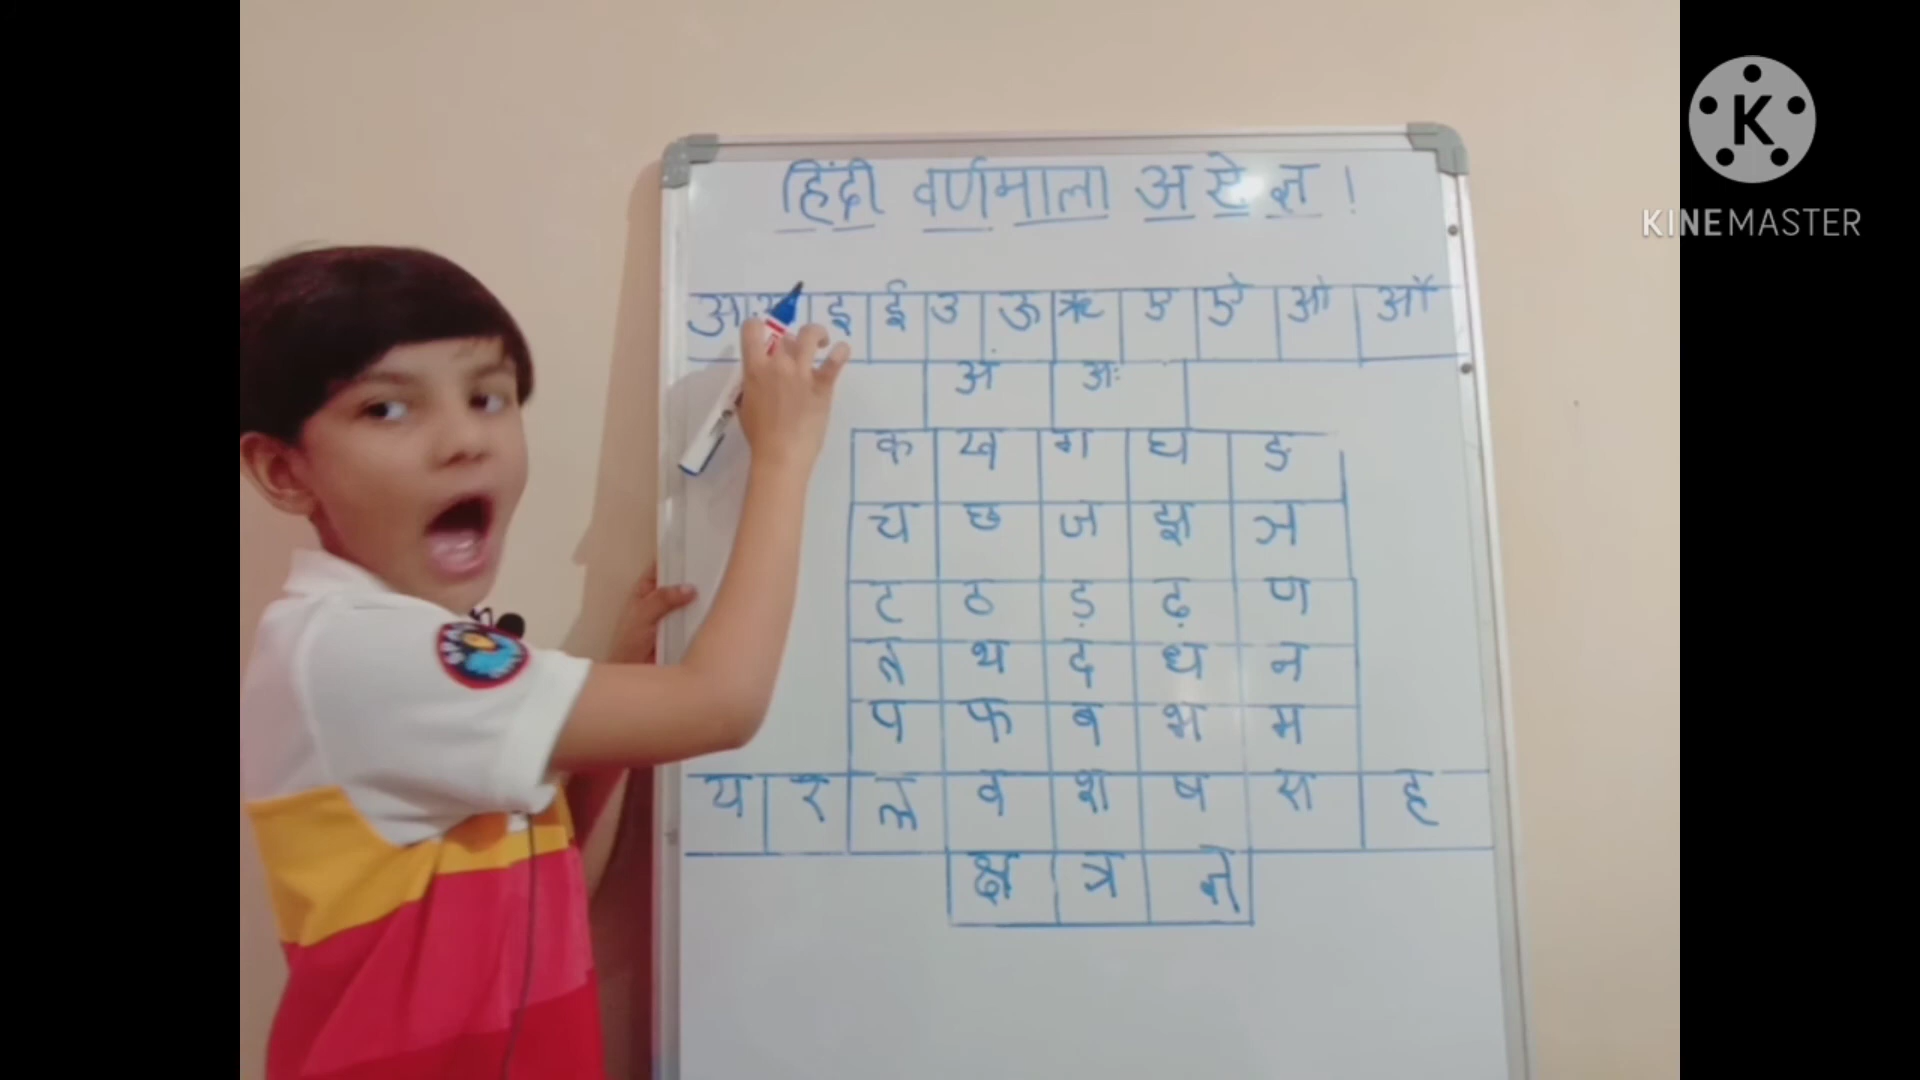 हिंदी वर्णमाला अ से ज्ञ ।
अ आ इ ई उ ऊ ऋ ए ऐ ओ औ
अं अः
क ख ग घ ङ
च छ ज झ ञ
ट ठ ड़ ढ़ ण
त थ द ध न
प फ ब भ म
य र ल व श ष स ह
क्ष त्र ज्ञ
K
KINEMASTER